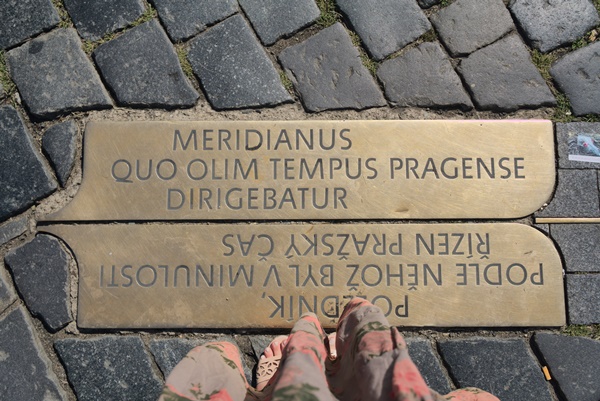 MERIDIANUS
QUO OLIM TEMPUS PRAGENSE
DIRIGEBATUR
POLEDNÍK,
PODLE NĚHOŽ BYL V MINULOSTI
ŘÍZEN PRAŽSKÝ ČAS